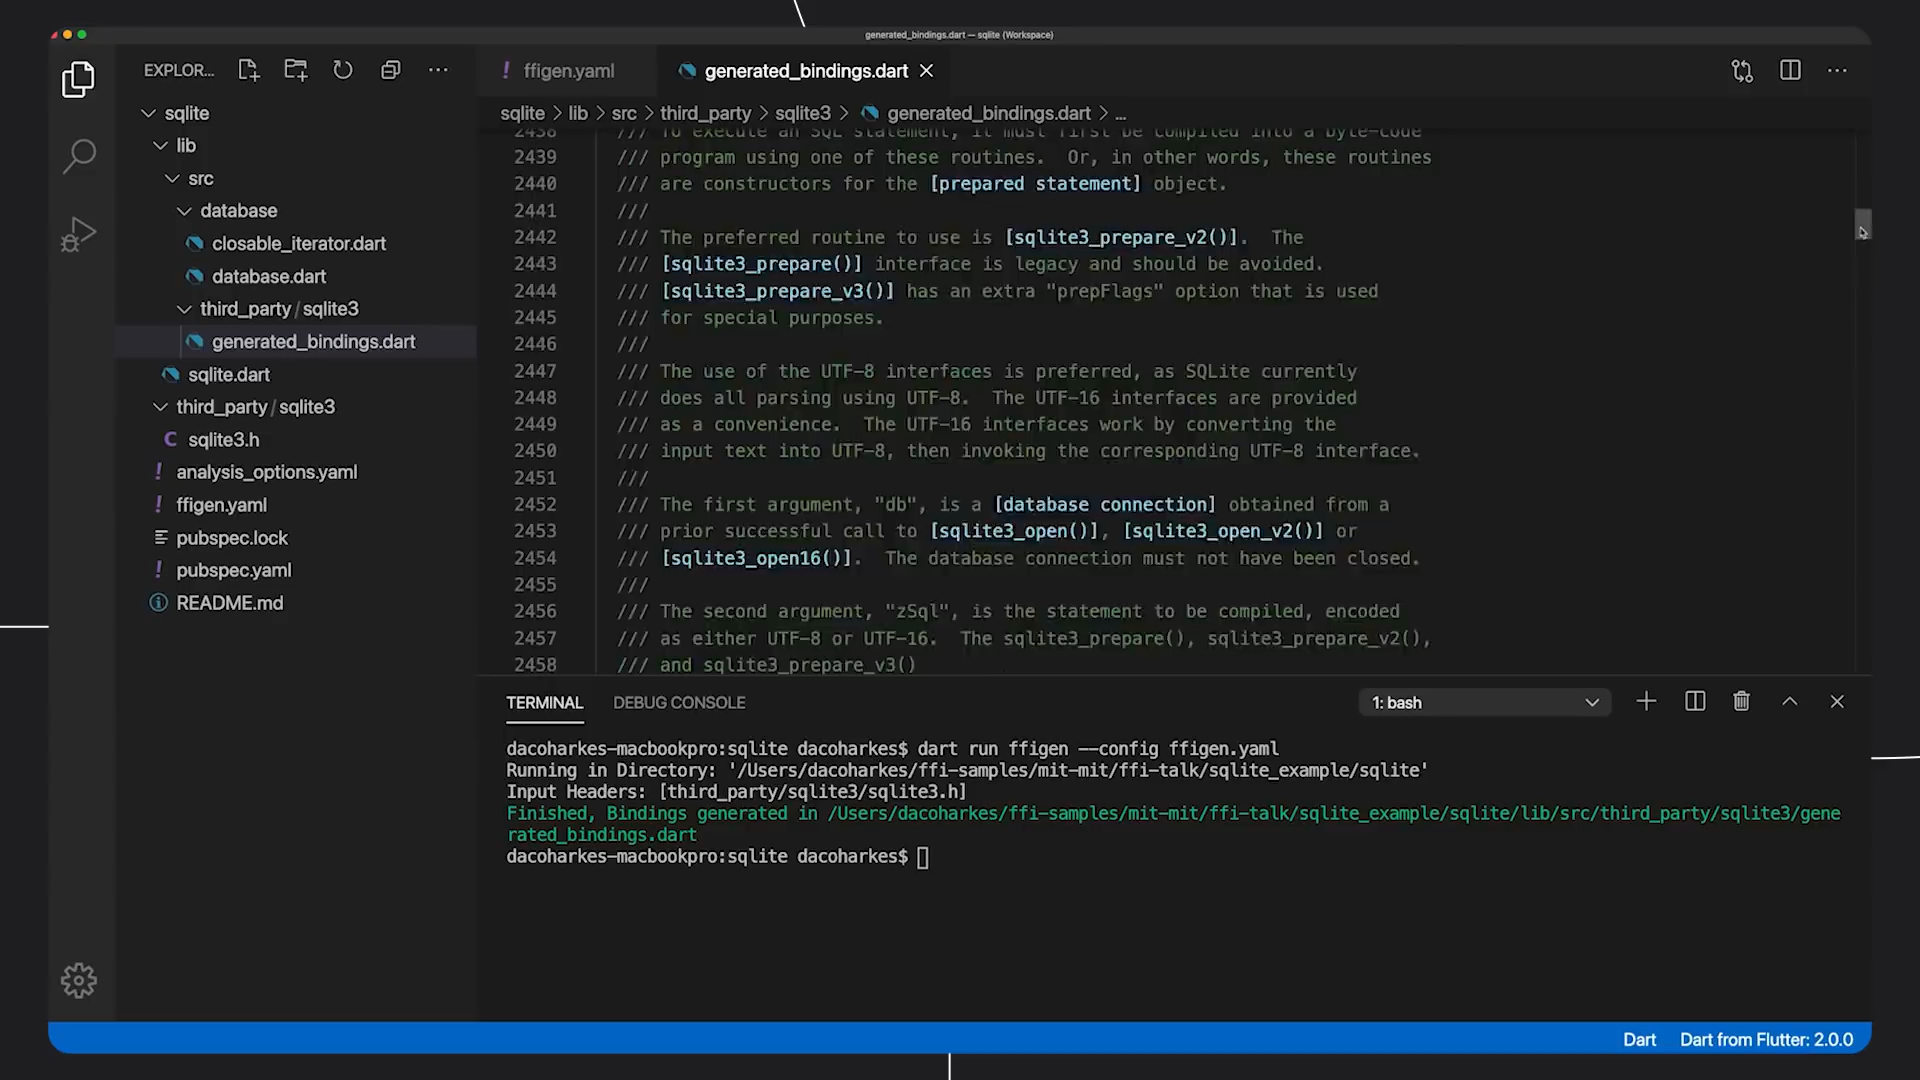 generated_bindings.dart — sqlite (Workspace)
EXPLOR...
ffigen.yaml
generated_bindings.dart
sqlite > lib > src > third_party > sqlite3 > generated_bindings.dart > ...
sqlite
lib
src
database
closable_iterator.dart
database.dart
third_party / sqlite3
generated_bindings.dart
sqlite.dart
third_party / sqlite3
C sqlite3.h
! analysis_options.yaml
! ffigen.yaml
pubspec.lock
! pubspec.yaml
README.md
2438 /// To execute an SQL statement, it must first be compiled into a byte-code
2439 /// program using one of these routines.  Or, in other words, these routines
2440 /// are constructors for the [prepared statement] object.
2441 ///
2442 /// The preferred routine to use is [sqlite3_prepare_v2()].  The
2443 /// [sqlite3_prepare()] interface is legacy and should be avoided.
2444 /// [sqlite3_prepare_v3()] has an extra "prepFlags" option that is used
2445 /// for special purposes.
2446 ///
2447 /// The use of the UTF-8 interfaces is preferred, as SQLite currently
2448 /// does all parsing using UTF-8.  The UTF-16 interfaces are provided
2449 /// as a convenience.  The UTF-16 interfaces work by converting the
2450 /// input text into UTF-8, then invoking the corresponding UTF-8 interface.
2451 ///
2452 /// The first argument, "db", is a [database connection] obtained from a
2453 /// prior successful call to [sqlite3_open()], [sqlite3_open_v2()] or
2454 /// [sqlite3_open16()].  The database connection must not have been closed.
2455 ///
2456 /// The second argument, "zSql", is the statement to be compiled, encoded
2457 /// as either UTF-8 or UTF-16.  The sqlite3_prepare(), sqlite3_prepare_v2(),
2458 /// and sqlite3_prepare_v3()
TERMINAL DEBUG CONSOLE
1: bash
dacoharkes-macbookpro:sqlite dacoharkes$ dart run ffigen --config ffigen.yaml
Running in Directory: '/Users/dacoharkes/ffi-samples/mit-mit/ffi-talk/sqlite_example/sqlite'
Input Headers: [third_party/sqlite3/sqlite3.h]
Finished, Bindings generated in /Users/dacoharkes/ffi-samples/mit-mit/ffi-talk/sqlite_example/sqlite/lib/src/third_party/sqlite3/gene
rated_bindings.dart
dacoharkes-macbookpro:sqlite dacoharkes$
Dart Dart from Flutter: 2.0.0